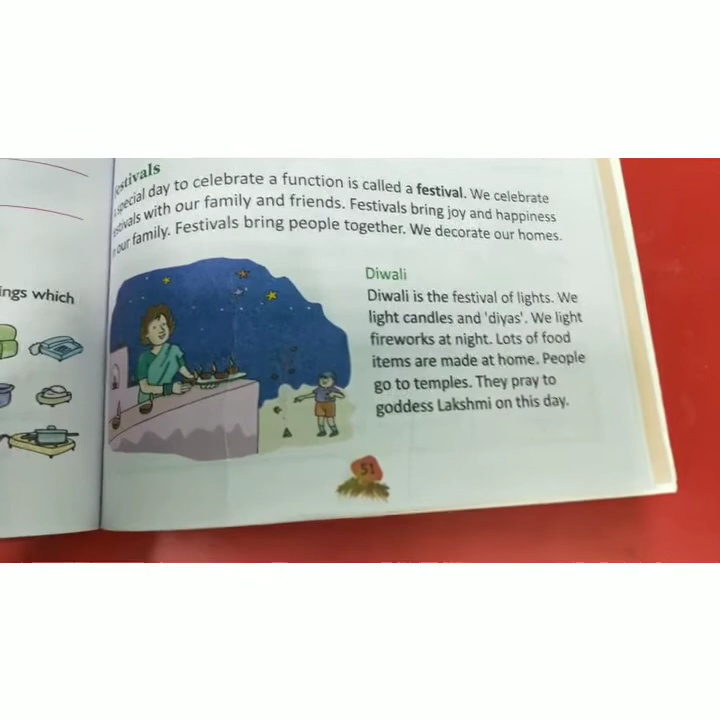 ings which
Festivals
special day to celebrate a function is called a festival. We celebrate
festivals with our family and friends. Festivals bring joy and happiness
our family. Festivals bring people together. We decorate our homes.
Diwali
Diwali is the festival of lights. We
light candles and 'diyas'. We light
fireworks at night. Lots of food
items are made at home. People
go to temples. They pray to
goddess Lakshmi on this day.
51